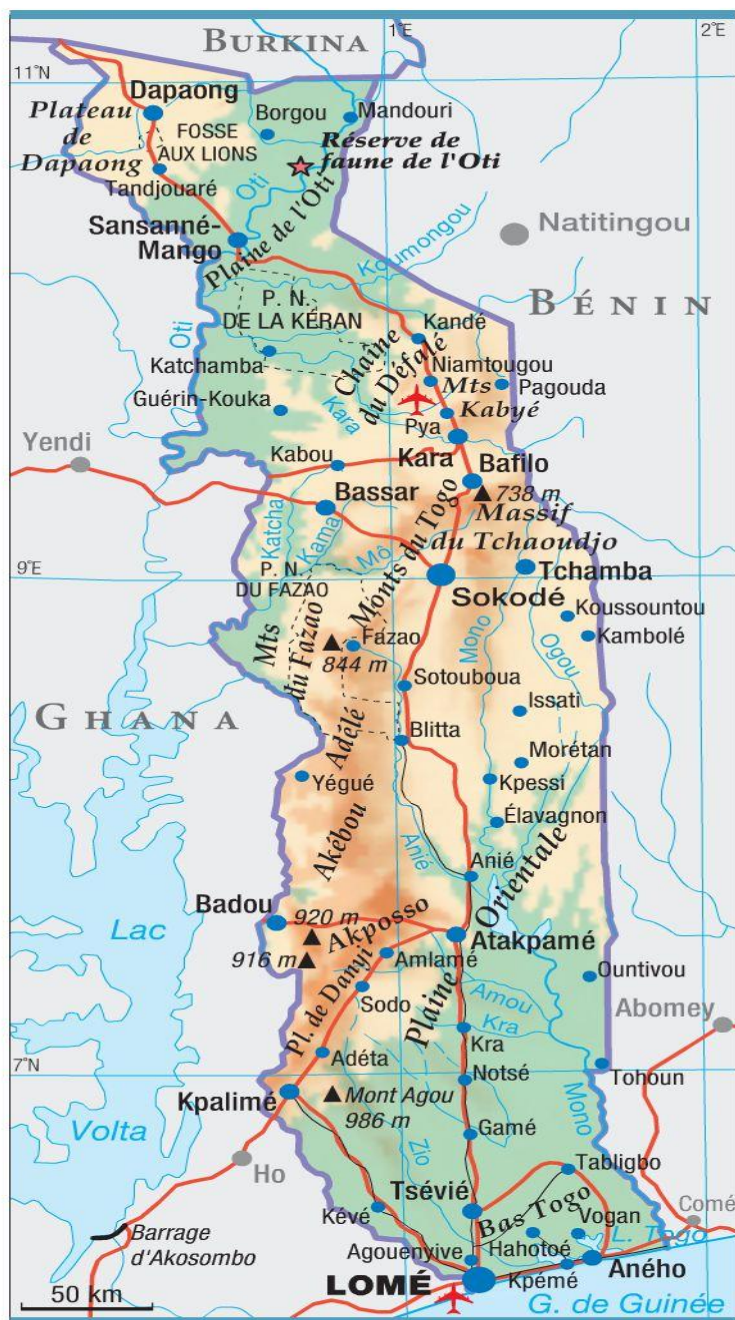 BURKINA
1°E
2°E
11°N
Dapaong
Plateau
de
Dapaong
Borgou
Mandouri
FOSSE
AUX LIONS
Réserve de
faune de l'Oti
Tandjouaré
Oti
Sansanné-
Mango
Plaine de l'Oti
Koumongou
Natitingou
BÉNIN
P. N.
DE LA KÉRAN
Oti
Kandé
Chaîne
du Défalé
Katchamba
Niamtougou
Mts
Kabyé
Pagouda
Guérin-Kouka
Kara
Pya
Yendi
Kabou
Kara
Bafilo
738 m
Bassar
Massif
du Tchaoudjo
Katcha
Kama
Mô
Monts du Togo
9°E
P. N.
DU FAZAO
Tchamba
Sokodé
Koussountou
Kambolé
Mts
du Fazao
Fazao
844 m
Mono
Ogou
Sotouboua
GHANA
Adélé
Issati
Blitta
Morétan
Yégué
Kpessi
Élavagnon
Akébou
Anié
Anié
Plaine Orientale
Badou
920 m
Akposso
Lac
Volta
916 m
Atakpamé
Amlamé
Pl. de Danyi
Sodo
Ountivou
Amou
Kra
Abomey
Kra
Adéta
7°N
Notsé
Tohoun
Kpalimé
Mont Agou
986 m
Mono
Gamé
Zio
Ho
Tabligbo
Tsévié
Bas Togo
Kévé
Vogan
Comé
L. Togo
Barrage
d'Akosombo
Agouenyive
Hahotoé
Aného
LOMÉ
Kpémé
50 km
G. de Guinée